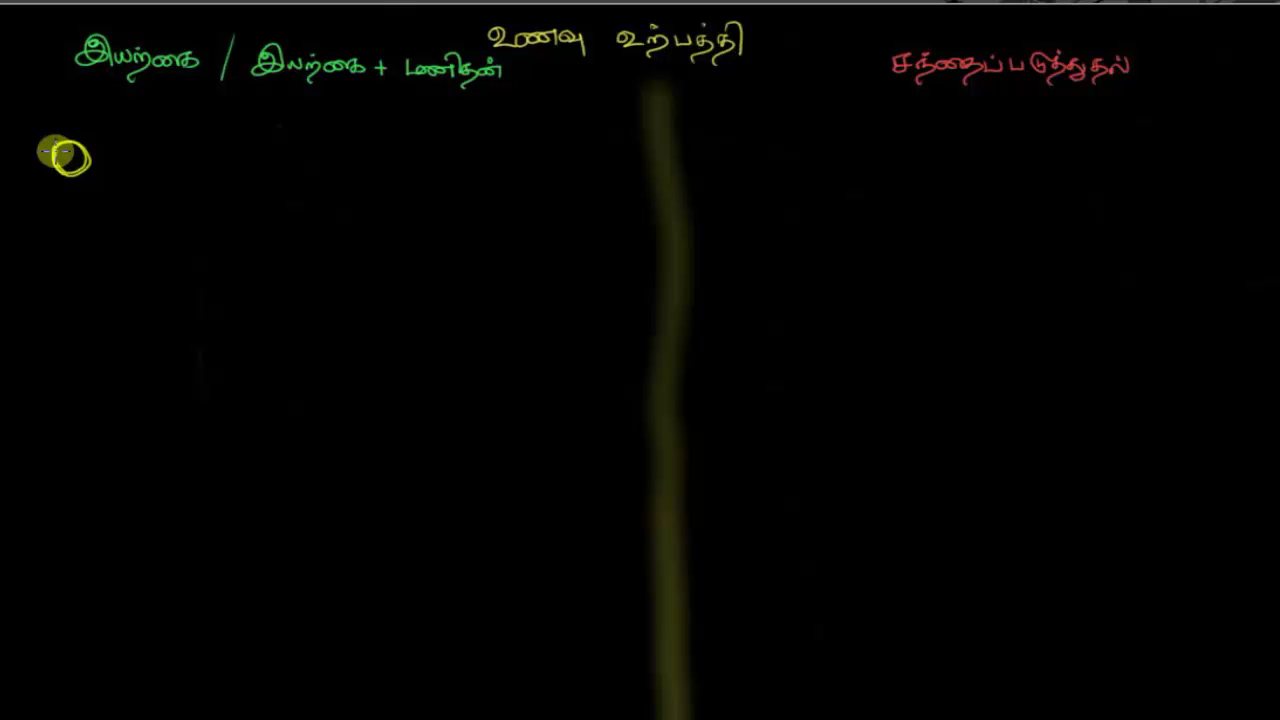 உணவு உற்பத்தி
இயற்கை / இயற்கை + மனிதன்
சந்தைப்படுத்துதல்